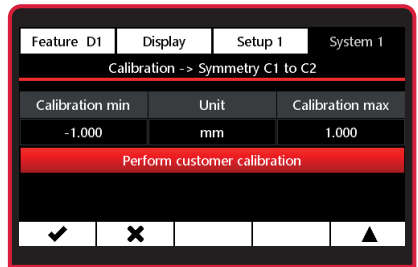 Feature D1 Display Setup 1 System 1
Calibration -> Symmetry C1 to C2
Calibration min Unit Calibration max
-1.000 mm 1.000
Perform customer calibration